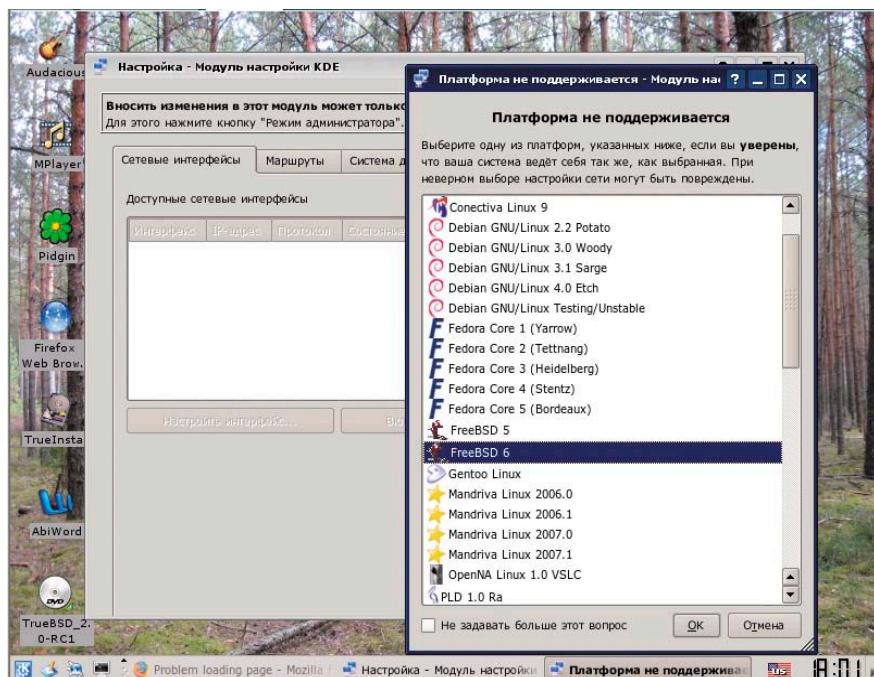 Audacious
MPlayer
Pidgin
Firefox
Web Brow.
TrueInsta
AbiWord
TrueBSD_2.
0-RC1
Настройка - Модуль настройки KDE
Вносить изменения в этот модуль может только
Для этого нажмите кнопку "Режим администратора".
Сетевые интерфейсы
Маршруты
Система д
Доступные сетевые интерфейсы
Интерфейс
IP-адрес
Протокол
Состояние
Настроить интерфейс...
Вкл
Платформа не поддерживается - Модуль нас
Платформа не поддерживается
Выберите одну из платформ, указанных ниже, если вы уверены,
что ваша система ведёт себя так же, как выбранная. При
неверном выборе настройки сети могут быть повреждены.
Conectiva Linux 9
Debian GNU/Linux 2.2 Potato
Debian GNU/Linux 3.0 Woody
Debian GNU/Linux 3.1 Sarge
Debian GNU/Linux 4.0 Etch
Debian GNU/Linux Testing/Unstable
Fedora Core 1 (Yarrow)
Fedora Core 2 (Tettnang)
Fedora Core 3 (Heidelberg)
Fedora Core 4 (Stentz)
Fedora Core 5 (Bordeaux)
FreeBSD 5
FreeBSD 6
Gentoo Linux
Mandriva Linux 2006.0
Mandriva Linux 2006.1
Mandriva Linux 2007.0
Mandriva Linux 2007.1
OpenNA Linux 1.0 VSLC
PLD 1.0 Ra
Не задавать больше этот вопрос
OK
Отмена
Problem loading page - Mozilla
Настройка - Модуль настройки
Платформа не поддержива
us
18:01